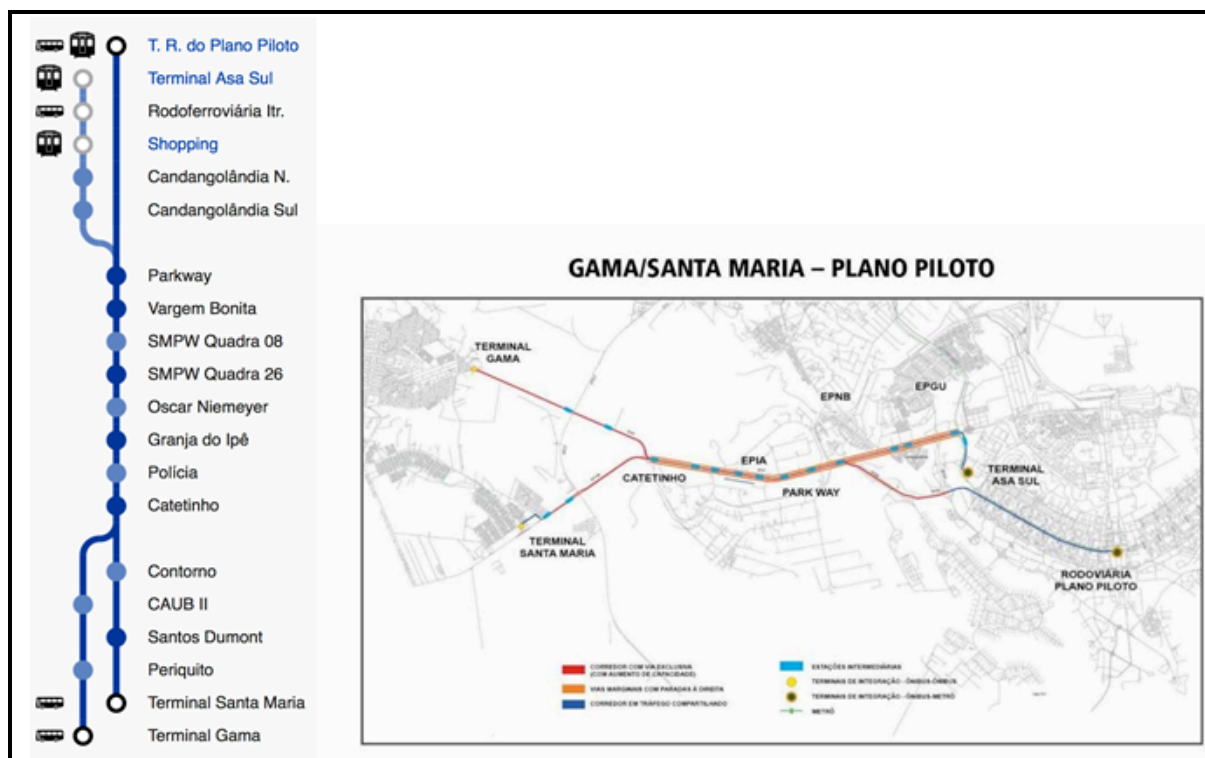 T. R. do Plano Piloto
Terminal Asa Sul
Rodoferroviária Itr.
Shopping
Candangolândia N.
Candangolândia Sul
Parkway
Vargem Bonita
SMPW Quadra 08
SMPW Quadra 26
Oscar Niemeyer
Granja do Ipê
Polícia
Catetinho
Contorno
CAUB II
Santos Dumont
Periquito
Terminal Santa Maria
Terminal Gama
GAMA/SANTA MARIA – PLANO PILOTO
TERMINAL
GAMA
EPGU
EPNB
EPIA
CATETINHO
PARK WAY
TERMINAL
ASA SUL
TERMINAL
SANTA MARIA
RODOVIÁRIA
PLANO PILOTO
CORREDOR COM VIA EXCLUSIVA
(COM AUMENTO DE CAPACIDADE)
VIAS MARGINAIS COM PARADAS À DIREITA
CORREDOR EM TRÁFEGO COMPARTILHADO
ESTAÇÕES INTERMEDIÁRIAS
TERMINAIS DE INTEGRAÇÃO - ÔNIBUS-ÔNIBUS
TERMINAIS DE INTEGRAÇÃO - ÔNIBUS-METRÔ
METRÔ